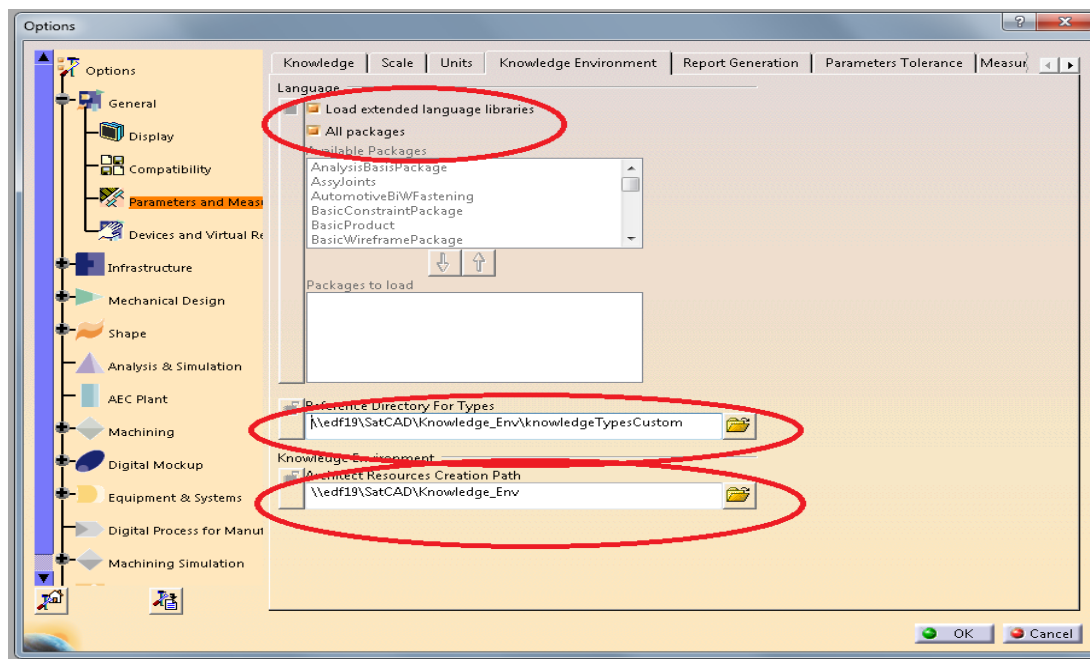 Options
Options
General
Display
Compatibility
Parameters and Meas
Devices and Virtual Re
Infrastructure
Mechanical Design
Shape
Analysis & Simulation
AEC Plant
Machining
Digital Mockup
Equipment & Systems
Digital Process for Manuf
Machining Simulation
Knowledge Scale Units Knowledge Environment Report Generation Parameters Tolerance Measur
Language
Load extended language libraries
All packages
Available Packages
AnalysisBasisPackage
AssyJoints
AutomotiveBiWFastening
BasicConstraintPackage
BasicProduct
BasicWireframePackage
Packages to load
Reference Directory For Types
\\edf19\SatCAD\Knowledge_Env\knowledgeTypesCustom
Knowledge Environment
Architect Resources Creation Path
\\edf19\SatCAD\Knowledge_Env
OK Cancel